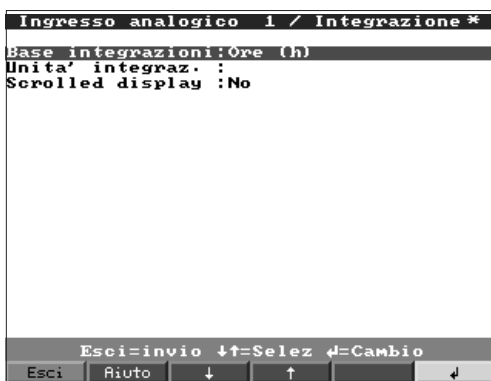 Ingresso analogico 1 / Integrazione *
Base integrazioni:Ore (h)
Unita' integraz. :
Scrolled display :No
Esci=invio ↓↑=Selez ↲=Cambio
Esci Aiuto ↓ ↑ ↲